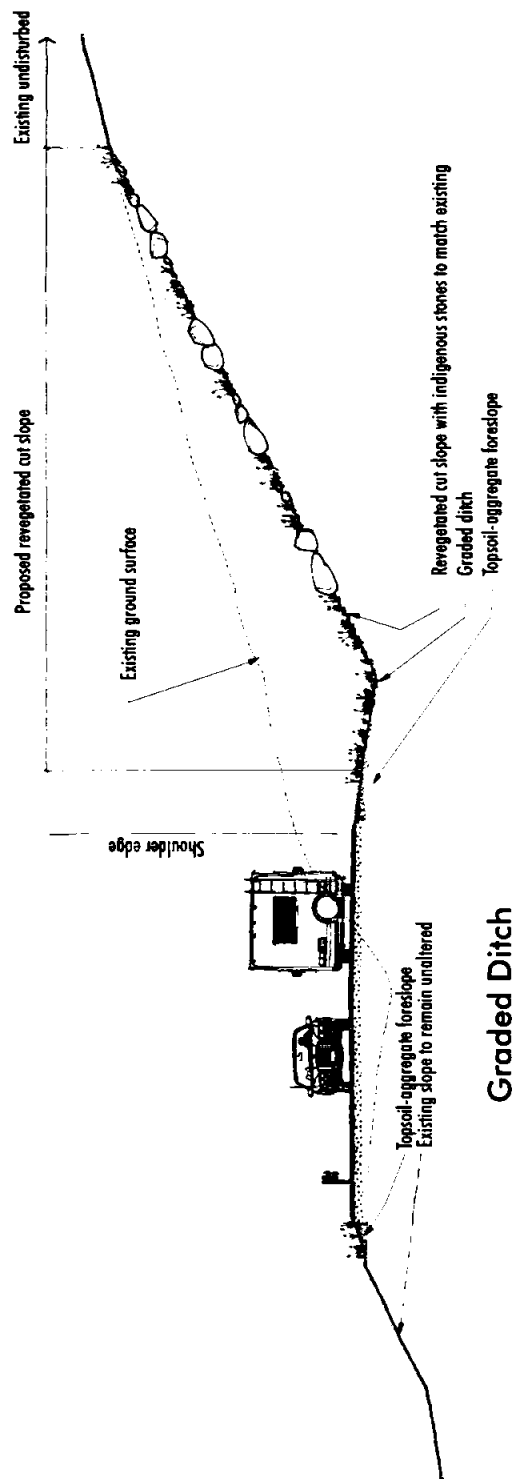 Existing undisturbed
Proposed revegetated cut slope
Existing ground surface
Shoulder edge
Revegetated cut slope with indigenous stones to match existing
Graded ditch
Topsoil-aggregate foreslope
Topsoil-aggregate foreslope
Existing slope to remain unaltered
Graded Ditch